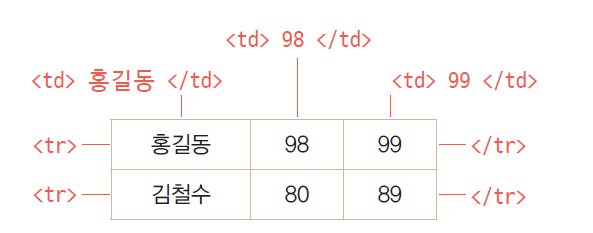 <td> 98 </td>
<td> 홍길동 </td> <td> 99 </td>
<tr> 홍길동 98 99 </tr>
<tr> 김철수 80 89 </tr>